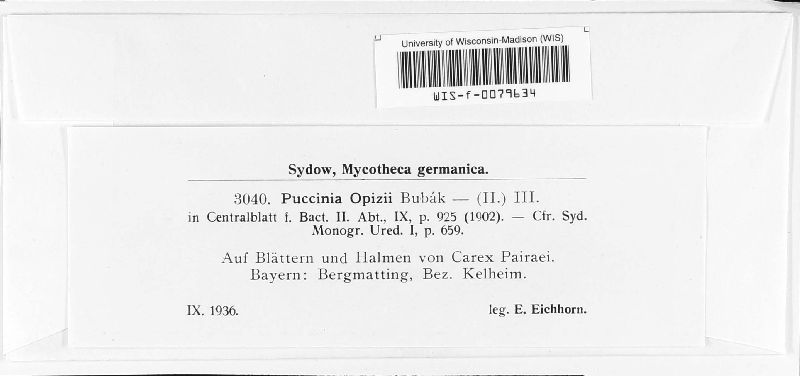 University of Wisconsin-Madison (WIS)
WIS-f-0079634
Sydow, Mycotheca germanica.
3040. Puccinia Opizii Bubák — (II.) III.
in Centralblatt f. Bact. II. Abt., IX, p. 925 (1902). — Cfr. Syd.
Monogr. Ured. I, p. 659.
Auf Blättern und Halmen von Carex Pairaei.
Bayern: Bergmatting, Bez. Kelheim.
IX. 1936. leg. E. Eichhorn.